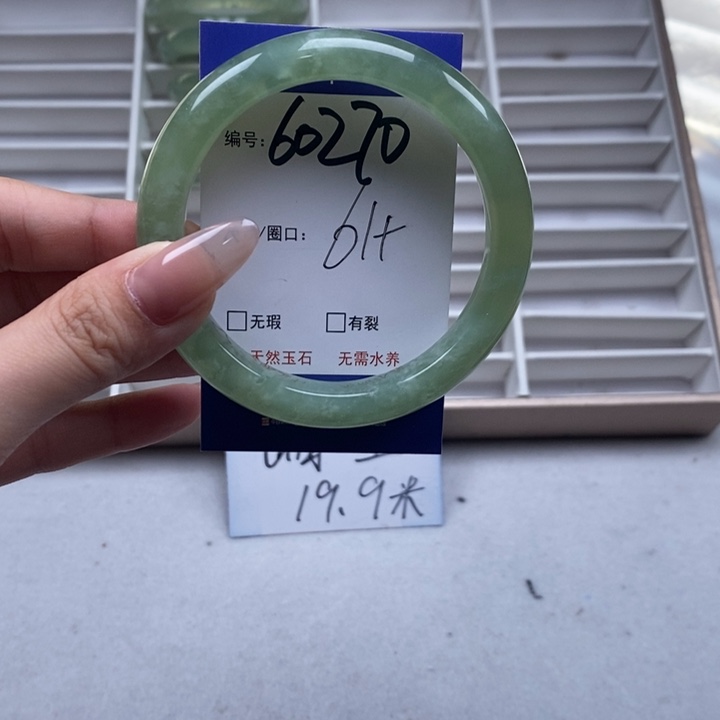 编号: 60270
/圈口: 61+
□无瑕 □有裂
天然玉石 无需水养
19.9米